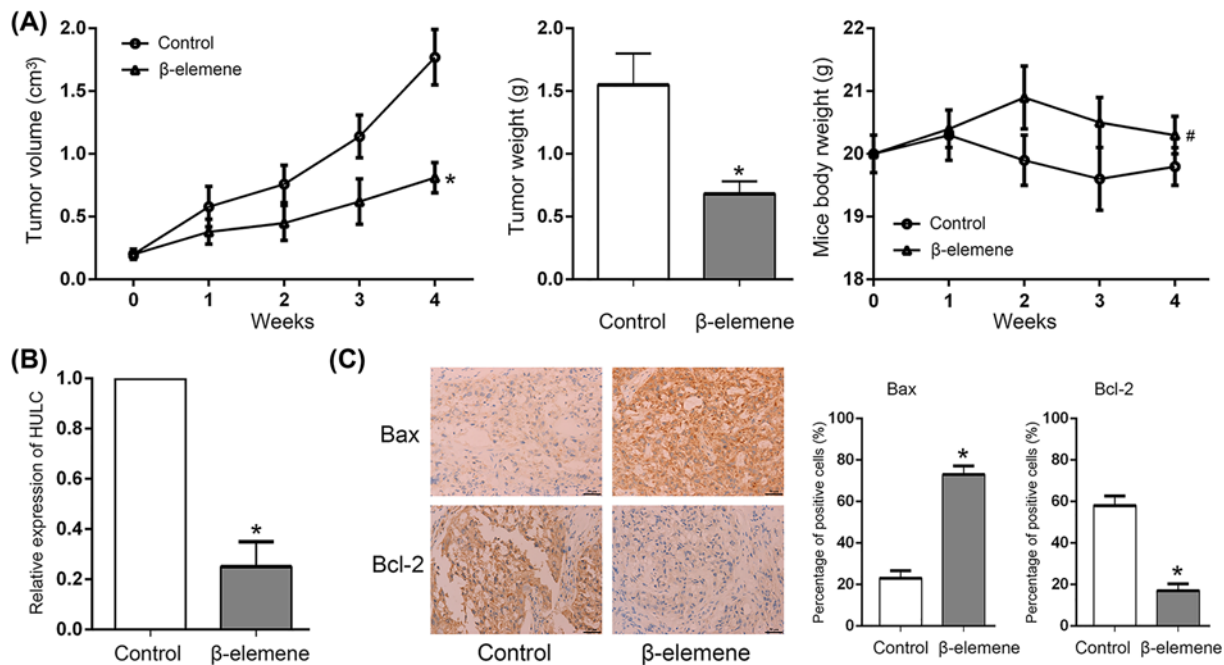 (A)
Tumor volume (cm³)
2.0
1.5
1.0
0.5
0.0
Control
β-elemene
*
0 1 2 3 4
Weeks
Tumor weight (g)
2.0
1.5
1.0
0.5
0.0
*
Control β-elemene
Mice body rweight (g)
22
21
20
19
18
#
Control
β-elemene
0 1 2 3 4
Weeks
(B)
Relative expression of HULC
1.0
0.8
0.6
0.4
0.2
0.0
*
Control β-elemene
(C)
Bax
Bcl-2
Control β-elemene
Bax
Percentage of positive cells (%)
100
80
60
40
20
0
*
Control β-elemene
Bcl-2
Percentage of positive cells (%)
100
80
60
40
20
0
*
Control β-elemene